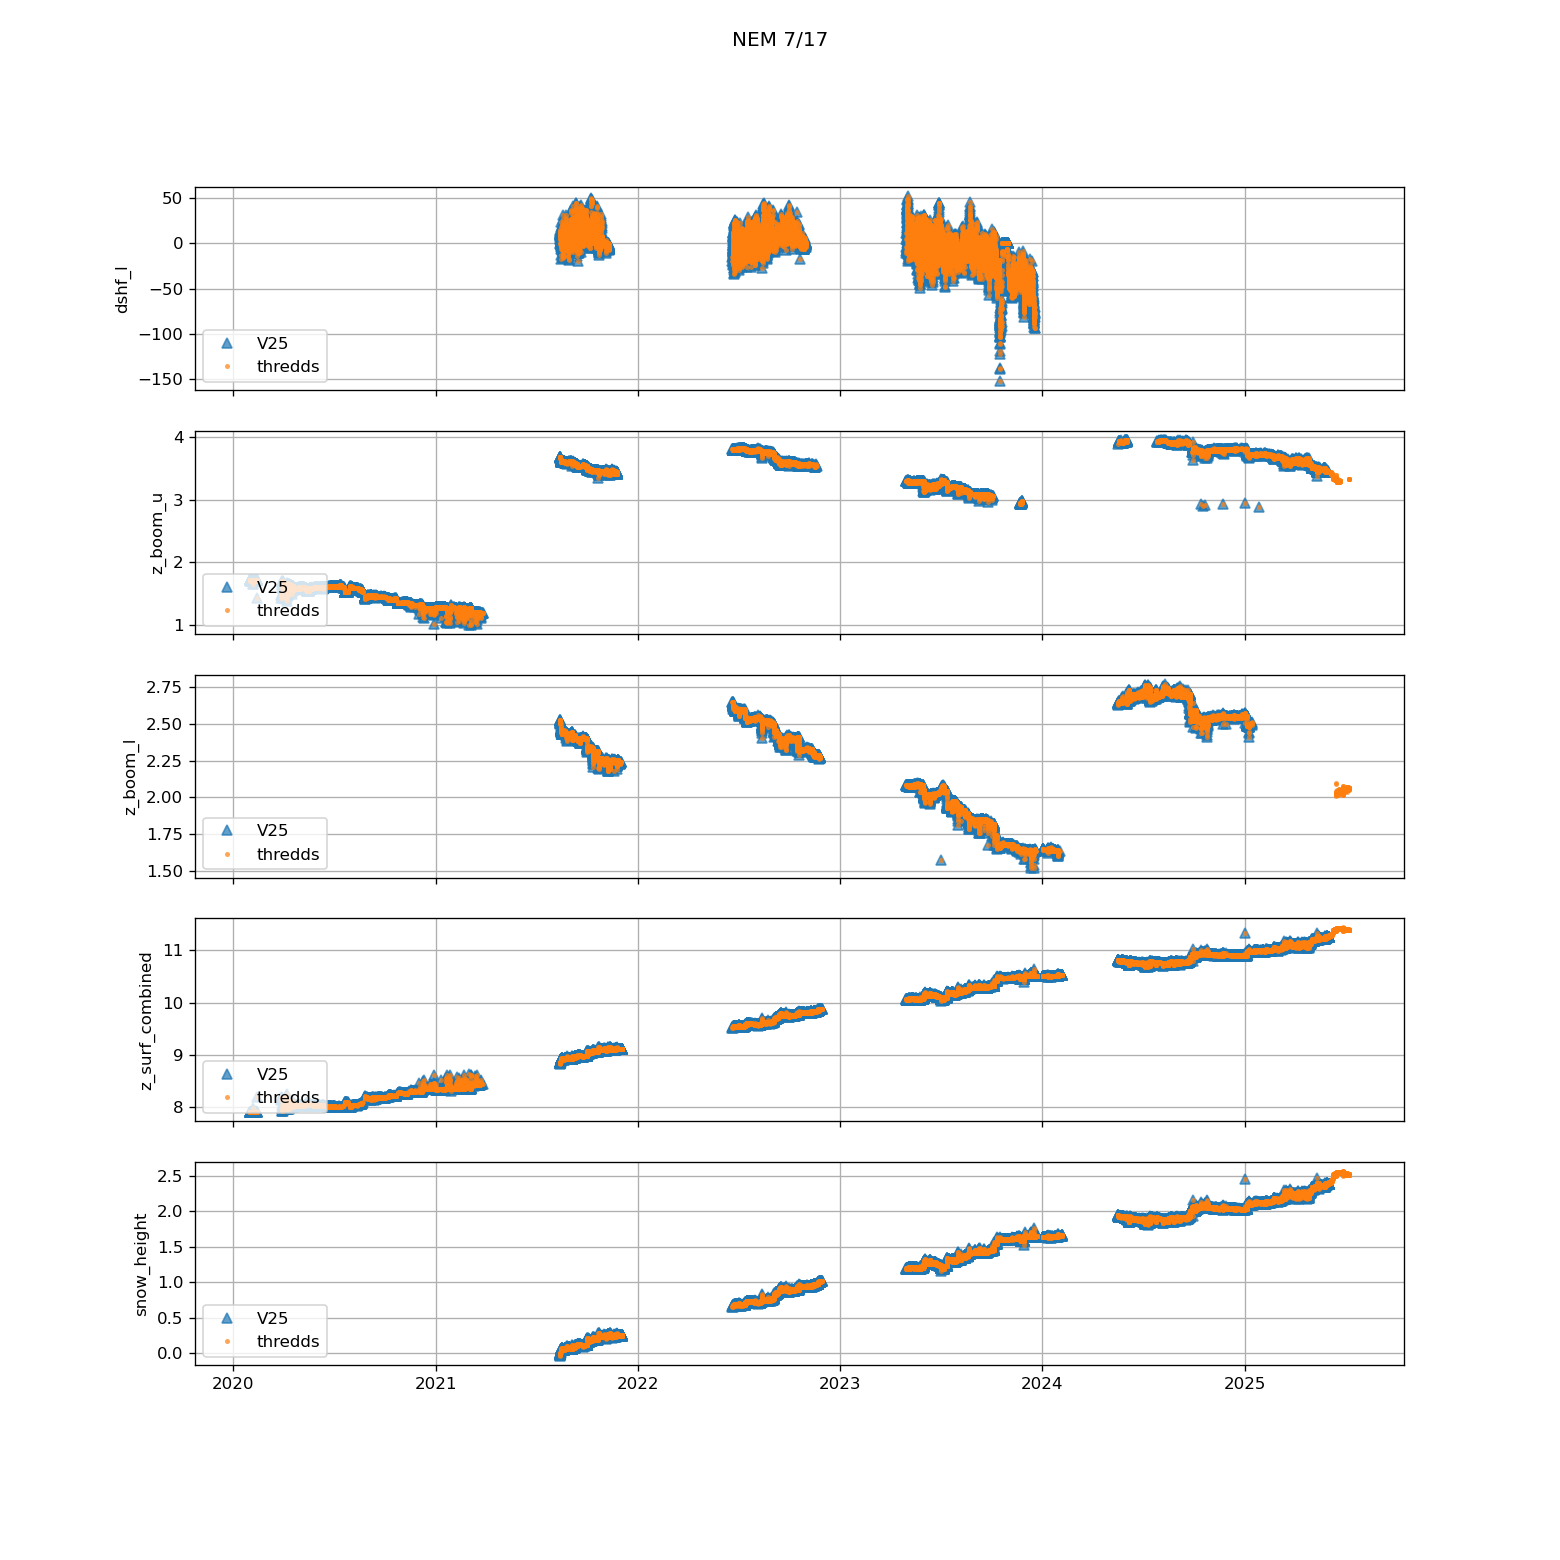 NEM 7/17
50
0
−50
−100
−150
dshf_l
V25
thredds
4
3
2
1
z_boom_u
V25
thredds
2.75
2.50
2.25
2.00
1.75
1.50
z_boom_l
V25
thredds
11
10
9
8
z_surf_combined
V25
thredds
2.5
2.0
1.5
1.0
0.5
0.0
snow_height
V25
thredds
2020 2021 2022 2023 2024 2025